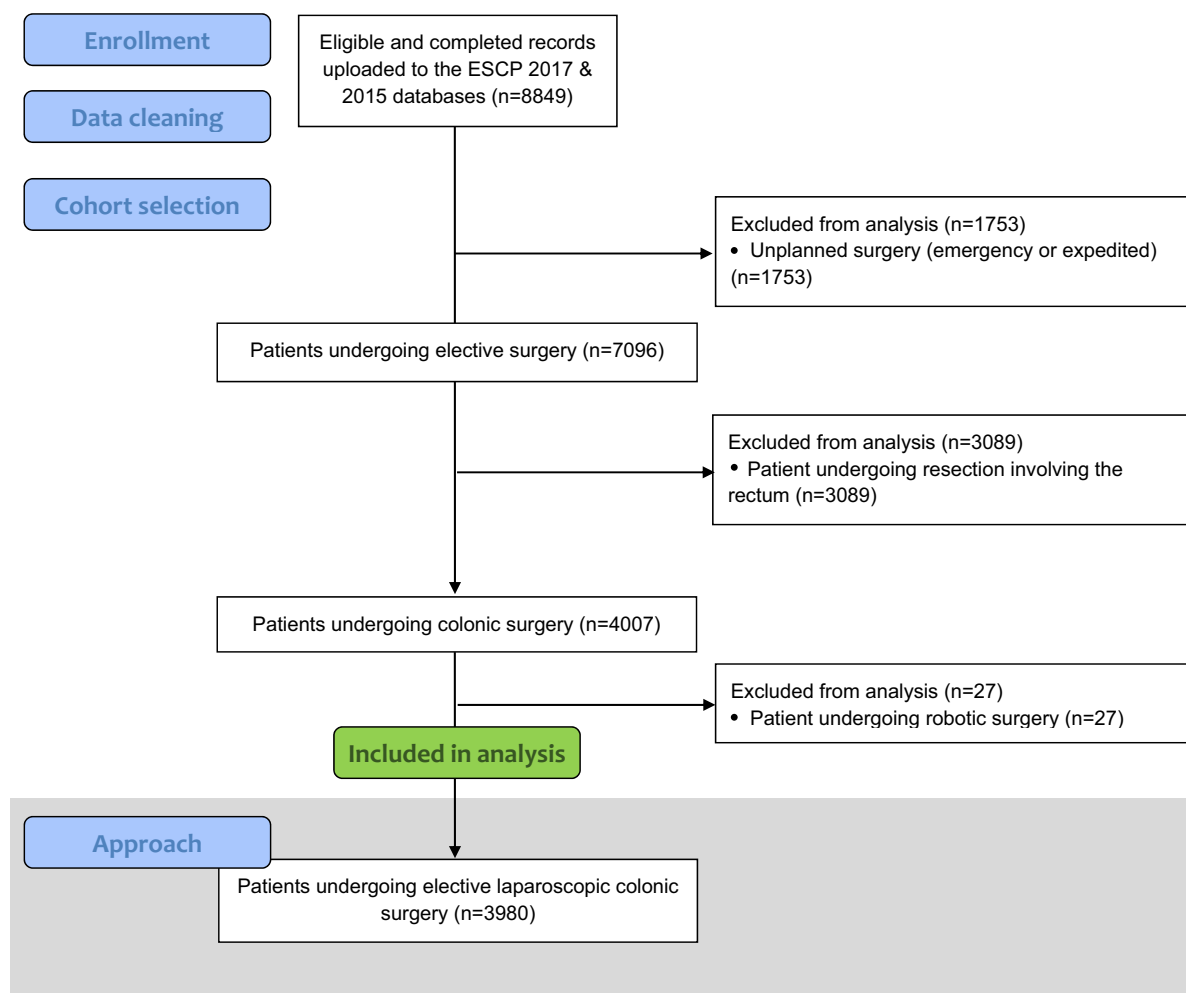 Enrollment
Eligible and completed records
uploaded to the ESCP 2017 &
2015 databases (n=8849)
Data cleaning
Cohort selection
Excluded from analysis (n=1753)
• Unplanned surgery (emergency or expedited)
(n=1753)
Patients undergoing elective surgery (n=7096)
Excluded from analysis (n=3089)
• Patient undergoing resection involving the
rectum (n=3089)
Patients undergoing colonic surgery (n=4007)
Excluded from analysis (n=27)
• Patient undergoing robotic surgery (n=27)
Included in analysis
Approach
Patients undergoing elective laparoscopic colonic
surgery (n=3980)